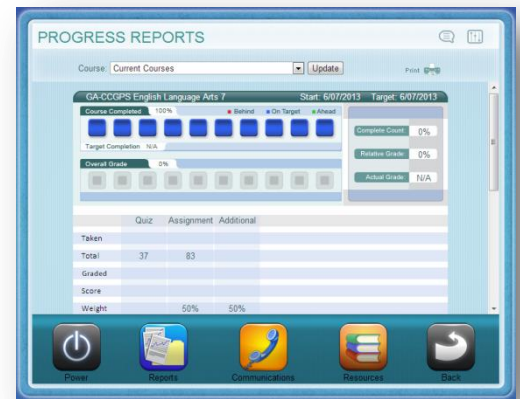 PROGRESS REPORTS
Course: Current Courses Update Print
GA-CCGPS English Language Arts 7 Start: 6/07/2013 Target: 6/07/2013
Course Completed 100% Behind On Target Ahead
Target Completion N/A
Overall Grade 0%
Complete Count 0%
Relative Grade 0%
Actual Grade N/A
Quiz Assignment Additional
Taken
Total 37 83
Graded
Score
Weight 50% 50%
Power Reports Communications Resources Back